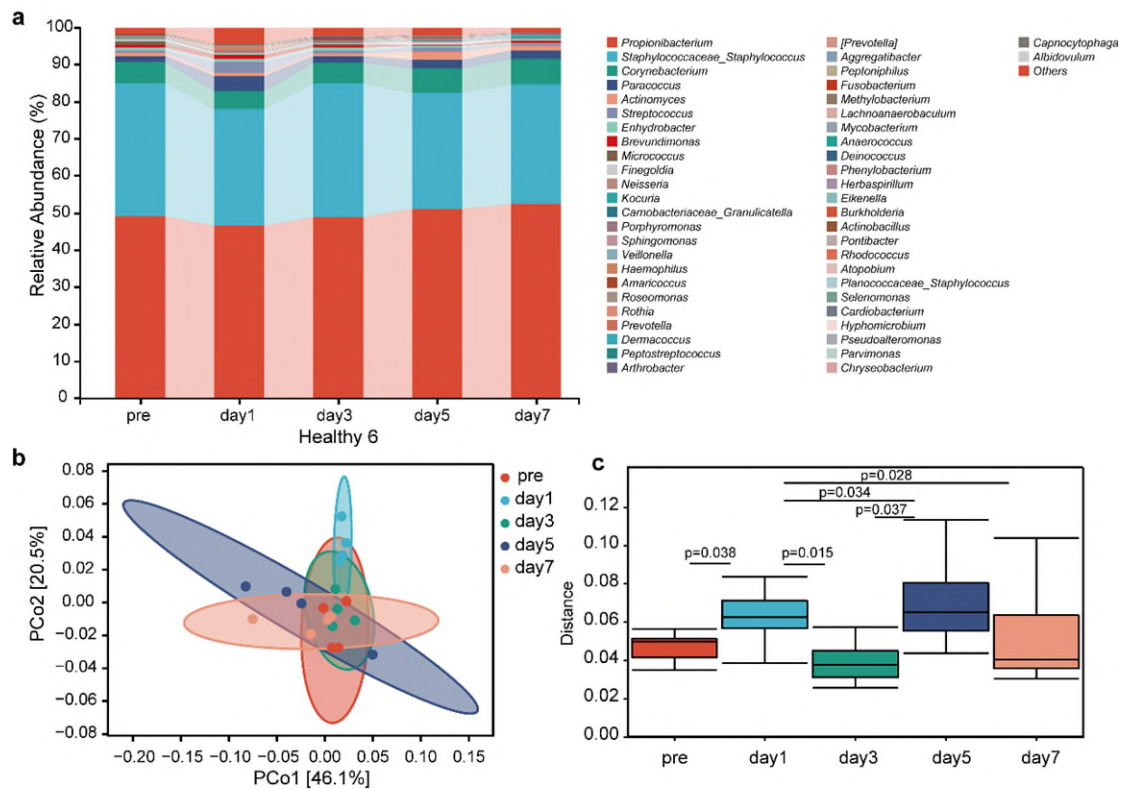 a
Relative Abundance (%)
100
90
80
70
60
50
40
30
20
10
0
pre
day1
day3
day5
day7
Healthy 6
Propionibacterium
Staphylococcaceae_Staphylococcus
Corynebacterium
Paracoccus
Actinomyces
Streptococcus
Enhydrobacter
Brevundimonas
Micrococcus
Finegoldia
Neisseria
Kocuria
Carnobacteriaceae_Granulicatella
Porphyromonas
Sphingomonas
Veillonella
Haemophilus
Amaricoccus
Roseomonas
Rothia
Prevotella
Dermacoccus
Peptostreptococcus
Arthrobacter
[Prevotella]
Aggregatibacter
Peptoniphilus
Fusobacterium
Methylobacterium
Lachnoanaerobaculum
Mycobacterium
Anaerococcus
Deinococcus
Phenylobacterium
Herbaspirillum
Eikenella
Burkholderia
Actinobacillus
Pontibacter
Rhodococcus
Atopobium
Planococcaceae_Staphylococcus
Selenomonas
Cardiobacterium
Hyphomicrobium
Pseudoalteromonas
Parvimonas
Chryseobacterium
Capnocytophaga
Albidovulum
Others
b
PCo2 [20.5%]
0.08
0.06
0.04
0.02
0.00
−0.02
−0.04
−0.06
−0.08
−0.20
−0.15
−0.10
−0.05
0.00
0.05
0.10
0.15
PCo1 [46.1%]
pre
day1
day3
day5
day7
c
Distance
0.12
0.10
0.08
0.06
0.04
0.02
0.00
p=0.028
p=0.034
p=0.037
p=0.038
p=0.015
pre
day1
day3
day5
day7